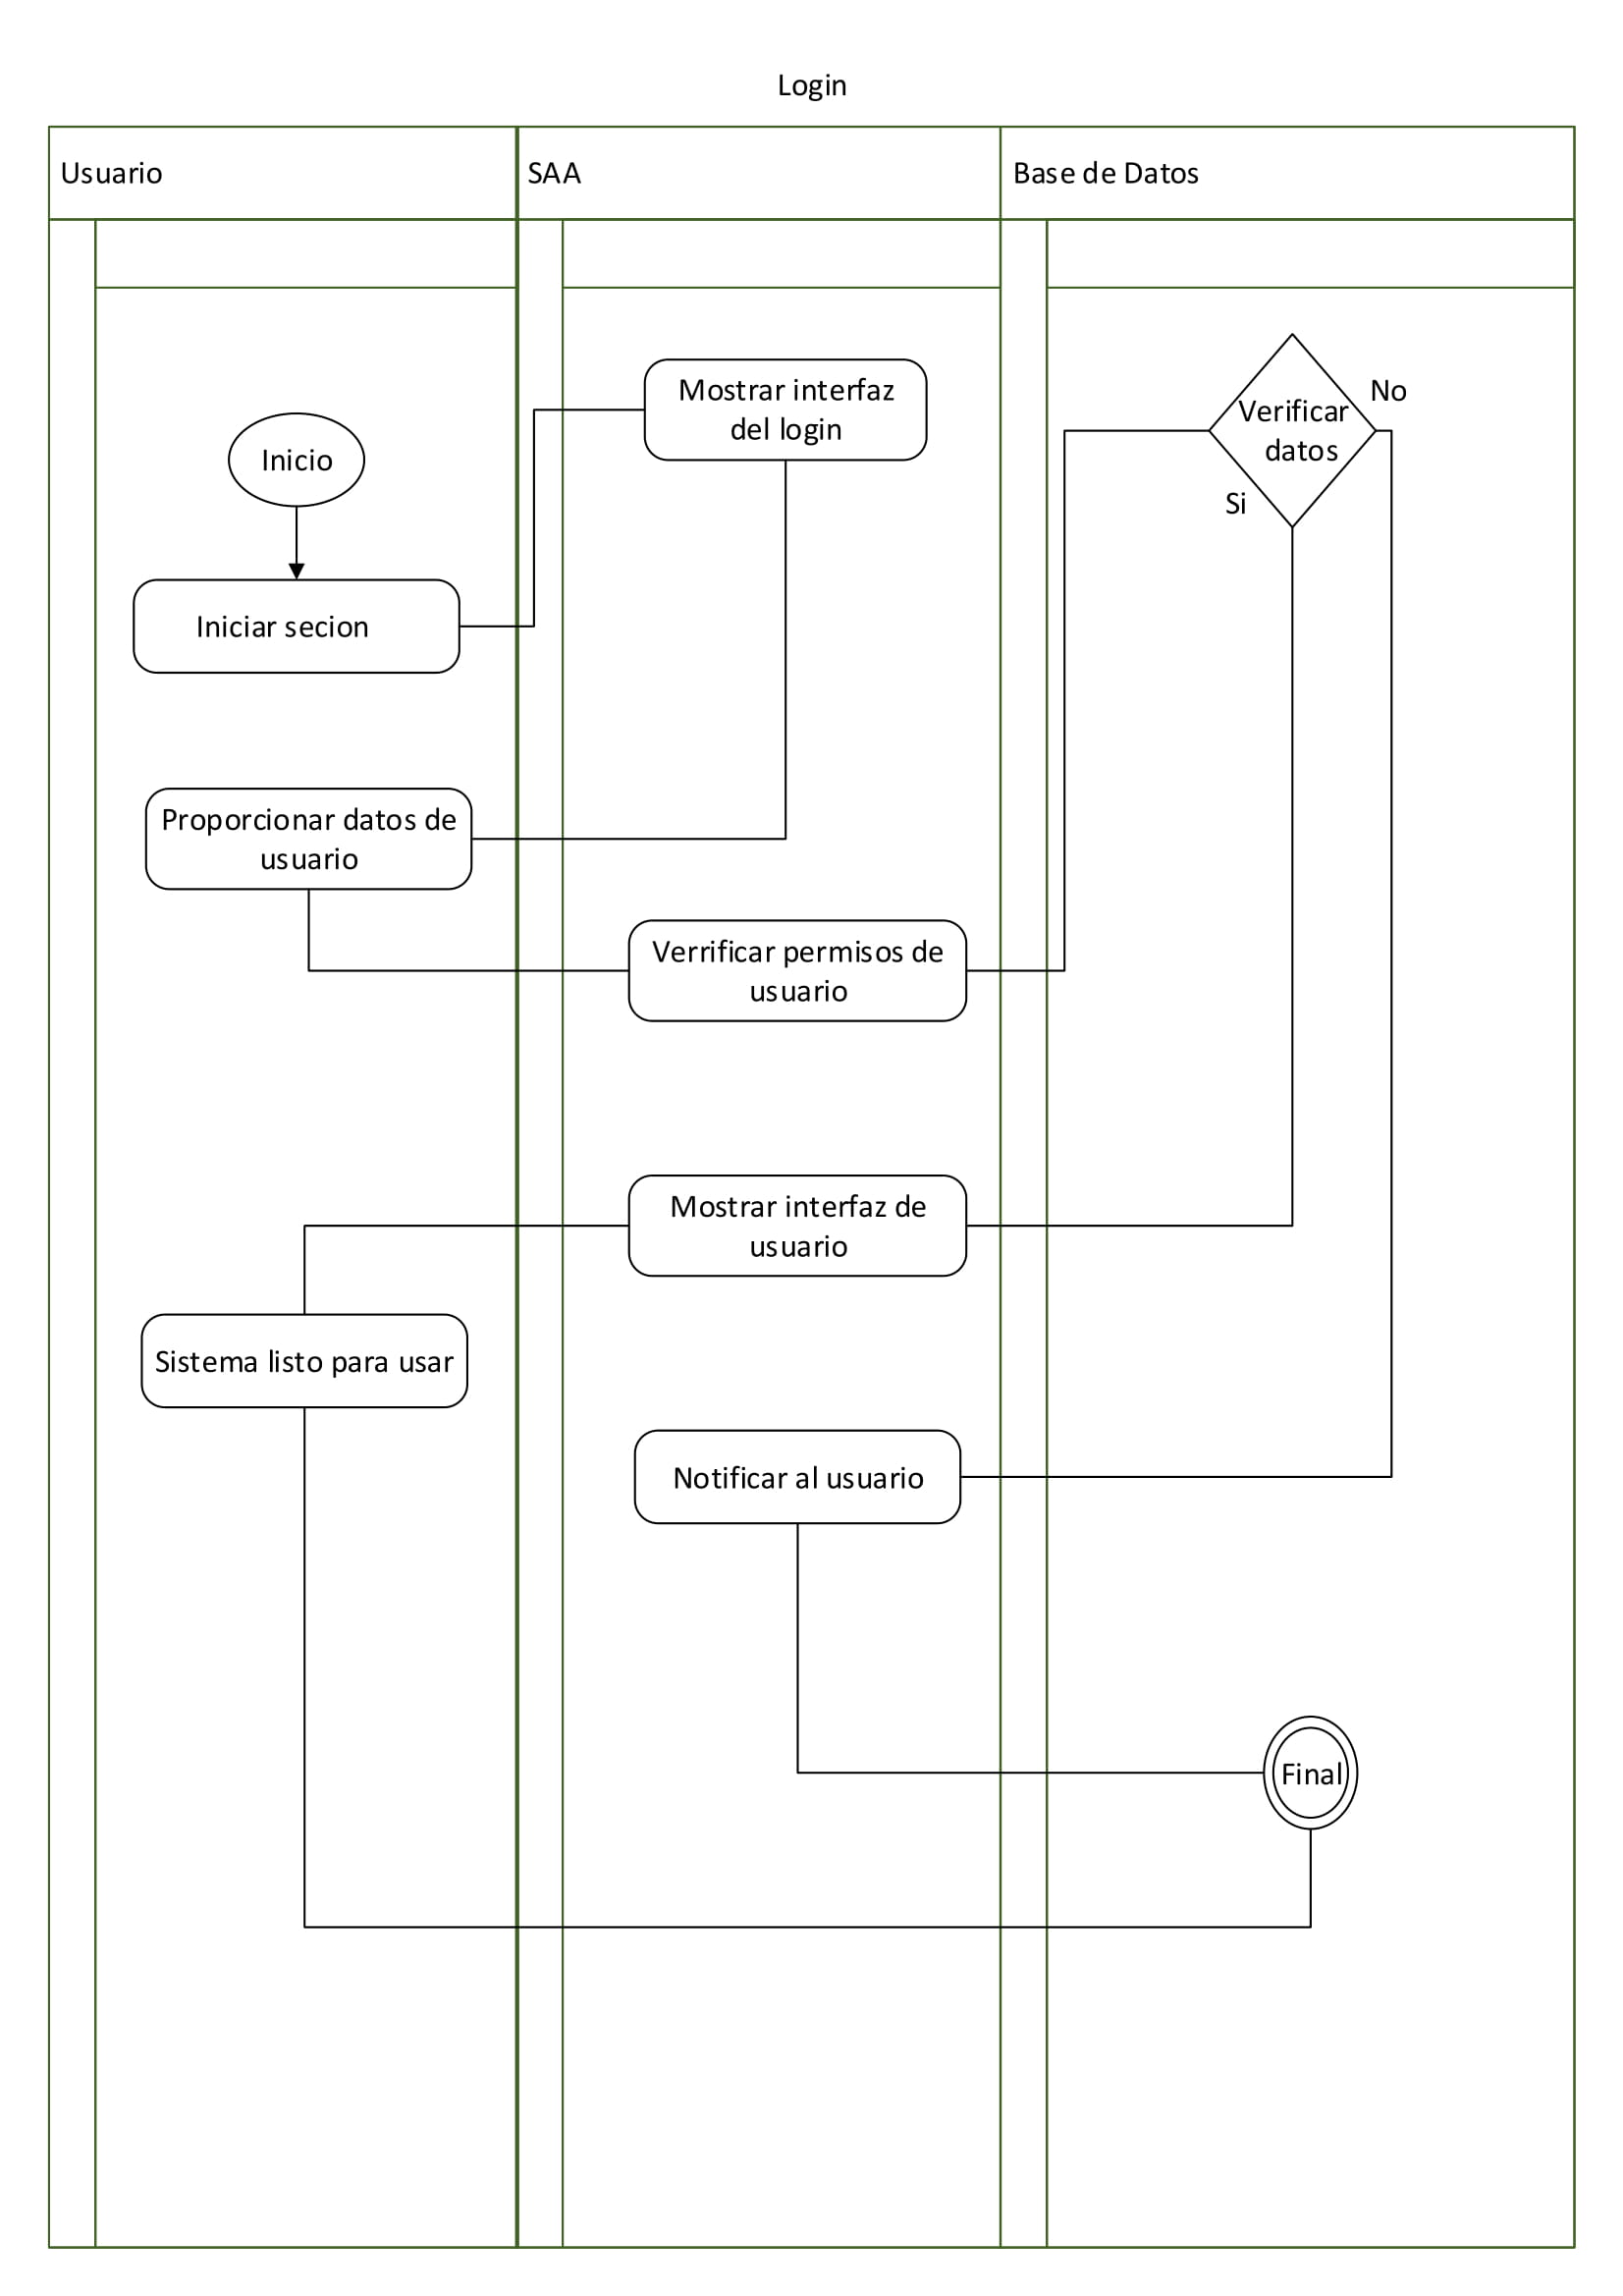 Login
Usuario
SAA
Base de Datos
Mostrar interfaz
del login
Verificar
datos
No
Si
Inicio
Iniciar secion
Proporcionar datos de
usuario
Verrificar permisos de
usuario
Mostrar interfaz de
usuario
Sistema listo para usar
Notificar al usuario
Final